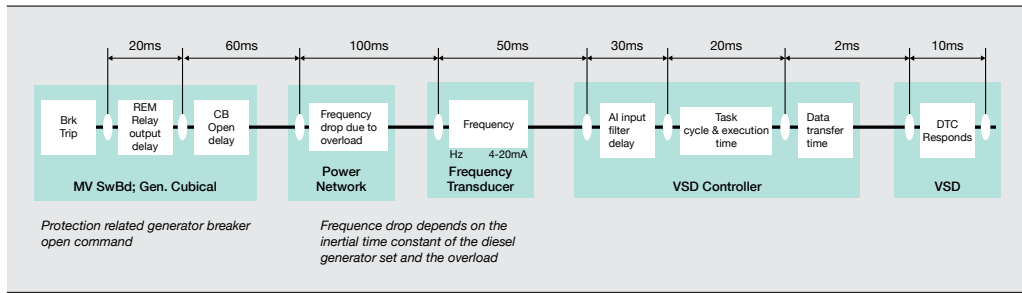 20ms 60ms 100ms 50ms 30ms 20ms 2ms 10ms
Brk
Trip
REM
Relay
output
delay
CB
Open
delay
MV SwBd; Gen. Cubical
Frequency
drop due to
overload
Power
Network
Frequency
Hz 4-20mA
Frequency
Transducer
AI input
filter
delay
Task
cycle & execution
time
Data
transfer
time
VSD Controller
DTC
Responds
VSD
Protection related generator breaker
open command
Frequence drop depends on the
inertial time constant of the diesel
generator set and the overload